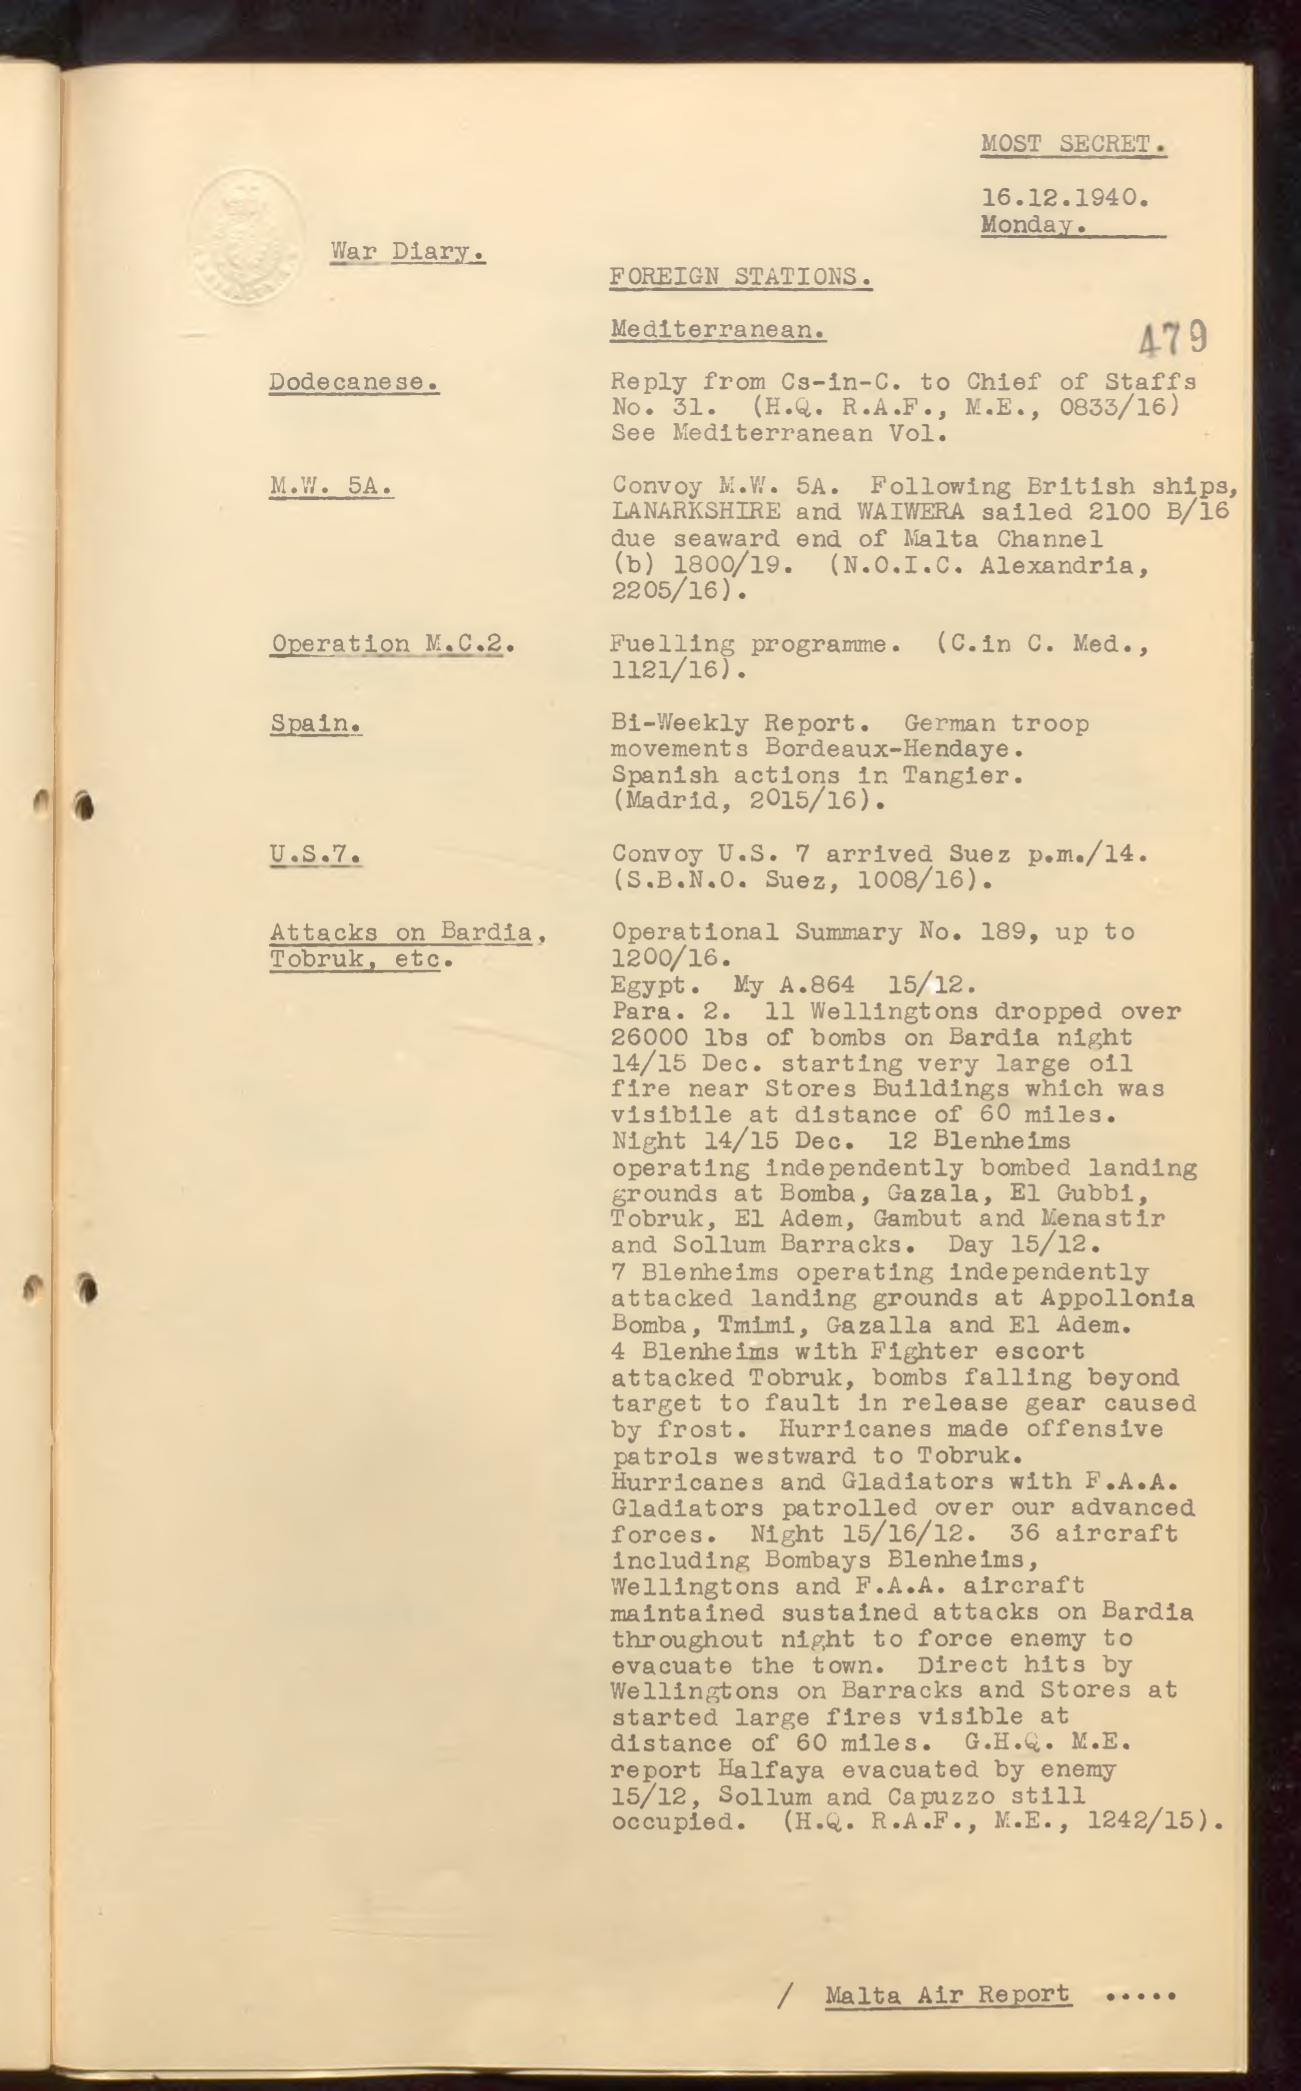 MOST SECRET.
16.12.1940.
Monday.
War Diary.
FOREIGN STATIONS.
Mediterranean.
479
Dodecanese.
Reply from Cs-in-C. to Chief of Staffs
No. 31. (H.Q. R.A.F., M.E., 0833/16)
See Mediterranean Vol.
M.W. 5A.
Convoy M.W. 5A. Following British ships,
LANARKSHIRE and WAIWERA sailed 2100 B/16
due seaward end of Malta Channel
(b) 1800/19. (N.O.I.C. Alexandria,
2205/16).
Operation M.C.2.
Fuelling programme. (C.in C. Med.,
1121/16).
Spain.
Bi-Weekly Report. German troop
movements Bordeaux-Hendaye.
Spanish actions in Tangier.
(Madrid, 2015/16).
U.S.7.
Convoy U.S. 7 arrived Suez p.m./14.
(S.B.N.O. Suez, 1008/16).
Attacks on Bardia,
Tobruk, etc.
Operational Summary No. 189, up to
1200/16.
Egypt. My A.864 15/12.
Para. 2. 11 Wellingtons dropped over
26000 lbs of bombs on Bardia night
14/15 Dec. starting very large oil
fire near Stores Buildings which was
visibile at distance of 60 miles.
Night 14/15 Dec. 12 Blenheims
operating independently bombed landing
grounds at Bomba, Gazala, El Gubbi,
Tobruk, El Adem, Gambut and Menastir
and Sollum Barracks. Day 15/12.
7 Blenheims operating independently
attacked landing grounds at Appollonia
Bomba, Tmimi, Gazalla and El Adem.
4 Blenheims with Fighter escort
attacked Tobruk, bombs falling beyond
target to fault in release gear caused
by frost. Hurricanes made offensive
patrols westward to Tobruk.
Hurricanes and Gladiators with F.A.A.
Gladiators patrolled over our advanced
forces. Night 15/16/12. 36 aircraft
including Bombays Blenheims,
Wellingtons and F.A.A. aircraft
maintained sustained attacks on Bardia
throughout night to force enemy to
evacuate the town. Direct hits by
Wellingtons on Barracks and Stores at
started large fires visible at
distance of 60 miles. G.H.Q. M.E.
report Halfaya evacuated by enemy
15/12, Sollum and Capuzzo still
occupied. (H.Q. R.A.F., M.E., 1242/15).
/ Malta Air Report .....